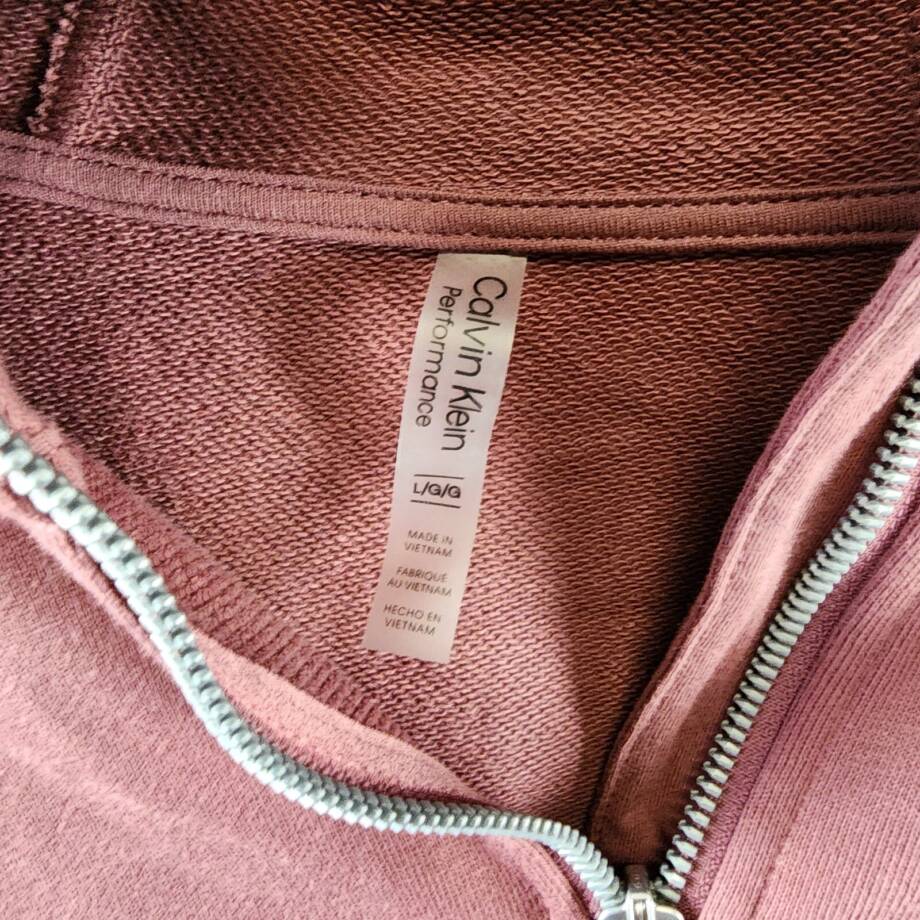 Calvin Klein
Performance
L/G/G
MADE IN
VIETNAM
FABRIQUÉ
AU VIETNAM
HECHO EN
VIETNAM